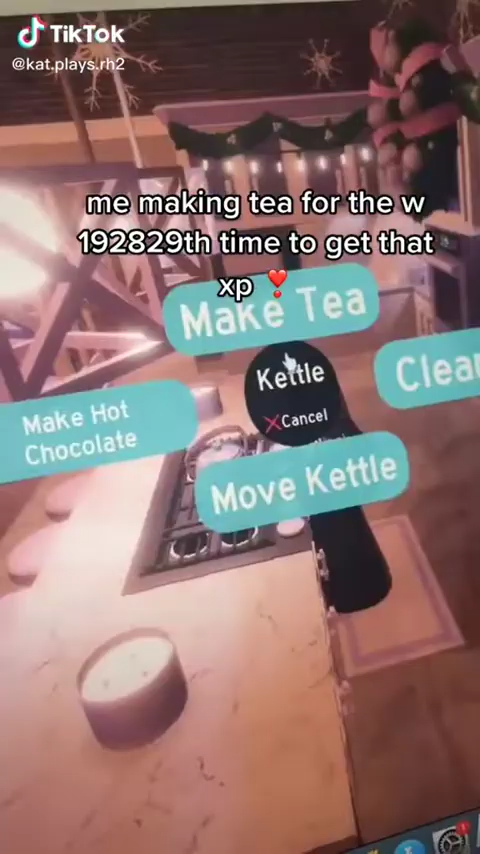 TikTok
@kat.plays.rh2
me making tea for the w
192829th time to get that
xp ❣️
Make Tea
Kettle
Cancel
Make Hot
Chocolate
Move Kettle
1